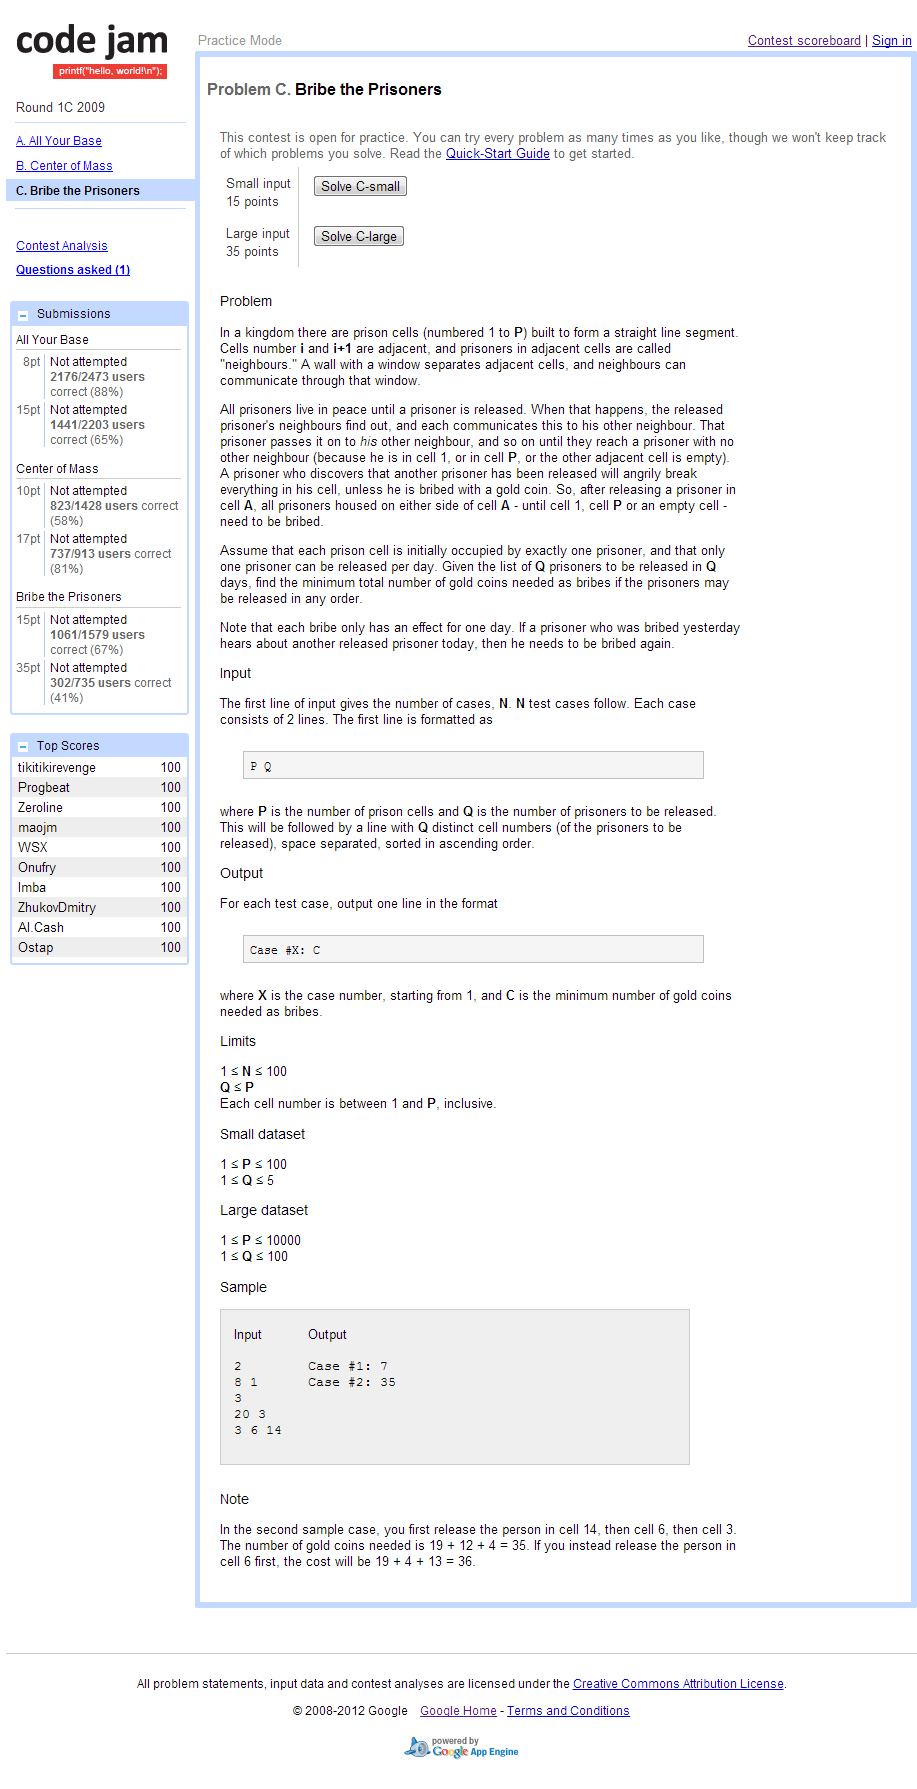 code jam
printf("hello, world!\n");
Practice Mode
Contest scoreboard | Sign in
Round 1C 2009
A. All Your Base
B. Center of Mass
C. Bribe the Prisoners
Contest Analysis
Questions asked (1)
Submissions
All Your Base
8pt Not attempted
2176/2473 users
correct (88%)
15pt Not attempted
1441/2203 users
correct (65%)
Center of Mass
10pt Not attempted
823/1428 users correct
(58%)
17pt Not attempted
737/913 users correct
(81%)
Bribe the Prisoners
15pt Not attempted
1061/1579 users
correct (67%)
35pt Not attempted
302/735 users correct
(41%)
Top Scores
tikitikirevenge 100
Progbeat 100
Zeroline 100
maojm 100
WSX 100
Onufry 100
Imba 100
ZhukovDmitry 100
Al.Cash 100
Ostap 100
Problem C. Bribe the Prisoners
This contest is open for practice. You can try every problem as many times as you like, though we won't keep track
of which problems you solve. Read the Quick-Start Guide to get started.
Small input
15 points
Solve C-small
Large input
35 points
Solve C-large
Problem
In a kingdom there are prison cells (numbered 1 to P) built to form a straight line segment.
Cells number i and i+1 are adjacent, and prisoners in adjacent cells are called
"neighbours." A wall with a window separates adjacent cells, and neighbours can
communicate through that window.
All prisoners live in peace until a prisoner is released. When that happens, the released
prisoner's neighbours find out, and each communicates this to his other neighbour. That
prisoner passes it on to his other neighbour, and so on until they reach a prisoner with no
other neighbour (because he is in cell 1, or in cell P, or the other adjacent cell is empty).
A prisoner who discovers that another prisoner has been released will angrily break
everything in his cell, unless he is bribed with a gold coin. So, after releasing a prisoner in
cell A, all prisoners housed on either side of cell A - until cell 1, cell P or an empty cell -
need to be bribed.
Assume that each prison cell is initially occupied by exactly one prisoner, and that only
one prisoner can be released per day. Given the list of Q prisoners to be released in Q
days, find the minimum total number of gold coins needed as bribes if the prisoners may
be released in any order.
Note that each bribe only has an effect for one day. If a prisoner who was bribed yesterday
hears about another released prisoner today, then he needs to be bribed again.
Input
The first line of input gives the number of cases, N. N test cases follow. Each case
consists of 2 lines. The first line is formatted as
P Q
where P is the number of prison cells and Q is the number of prisoners to be released.
This will be followed by a line with Q distinct cell numbers (of the prisoners to be
released), space separated, sorted in ascending order.
Output
For each test case, output one line in the format
Case #X: C
where X is the case number, starting from 1, and C is the minimum number of gold coins
needed as bribes.
Limits
1 ≤ N ≤ 100
Q ≤ P
Each cell number is between 1 and P, inclusive.
Small dataset
1 ≤ P ≤ 100
1 ≤ Q ≤ 5
Large dataset
1 ≤ P ≤ 10000
1 ≤ Q ≤ 100
Sample
Input Output
2 Case #1: 7
8 1 Case #2: 35
3
20 3
3 6 14
Note
In the second sample case, you first release the person in cell 14, then cell 6, then cell 3.
The number of gold coins needed is 19 + 12 + 4 = 35. If you instead release the person in
cell 6 first, the cost will be 19 + 4 + 13 = 36.
All problem statements, input data and contest analyses are licensed under the Creative Commons Attribution License.
© 2008-2012 Google Google Home - Terms and Conditions
powered by
Google App Engine